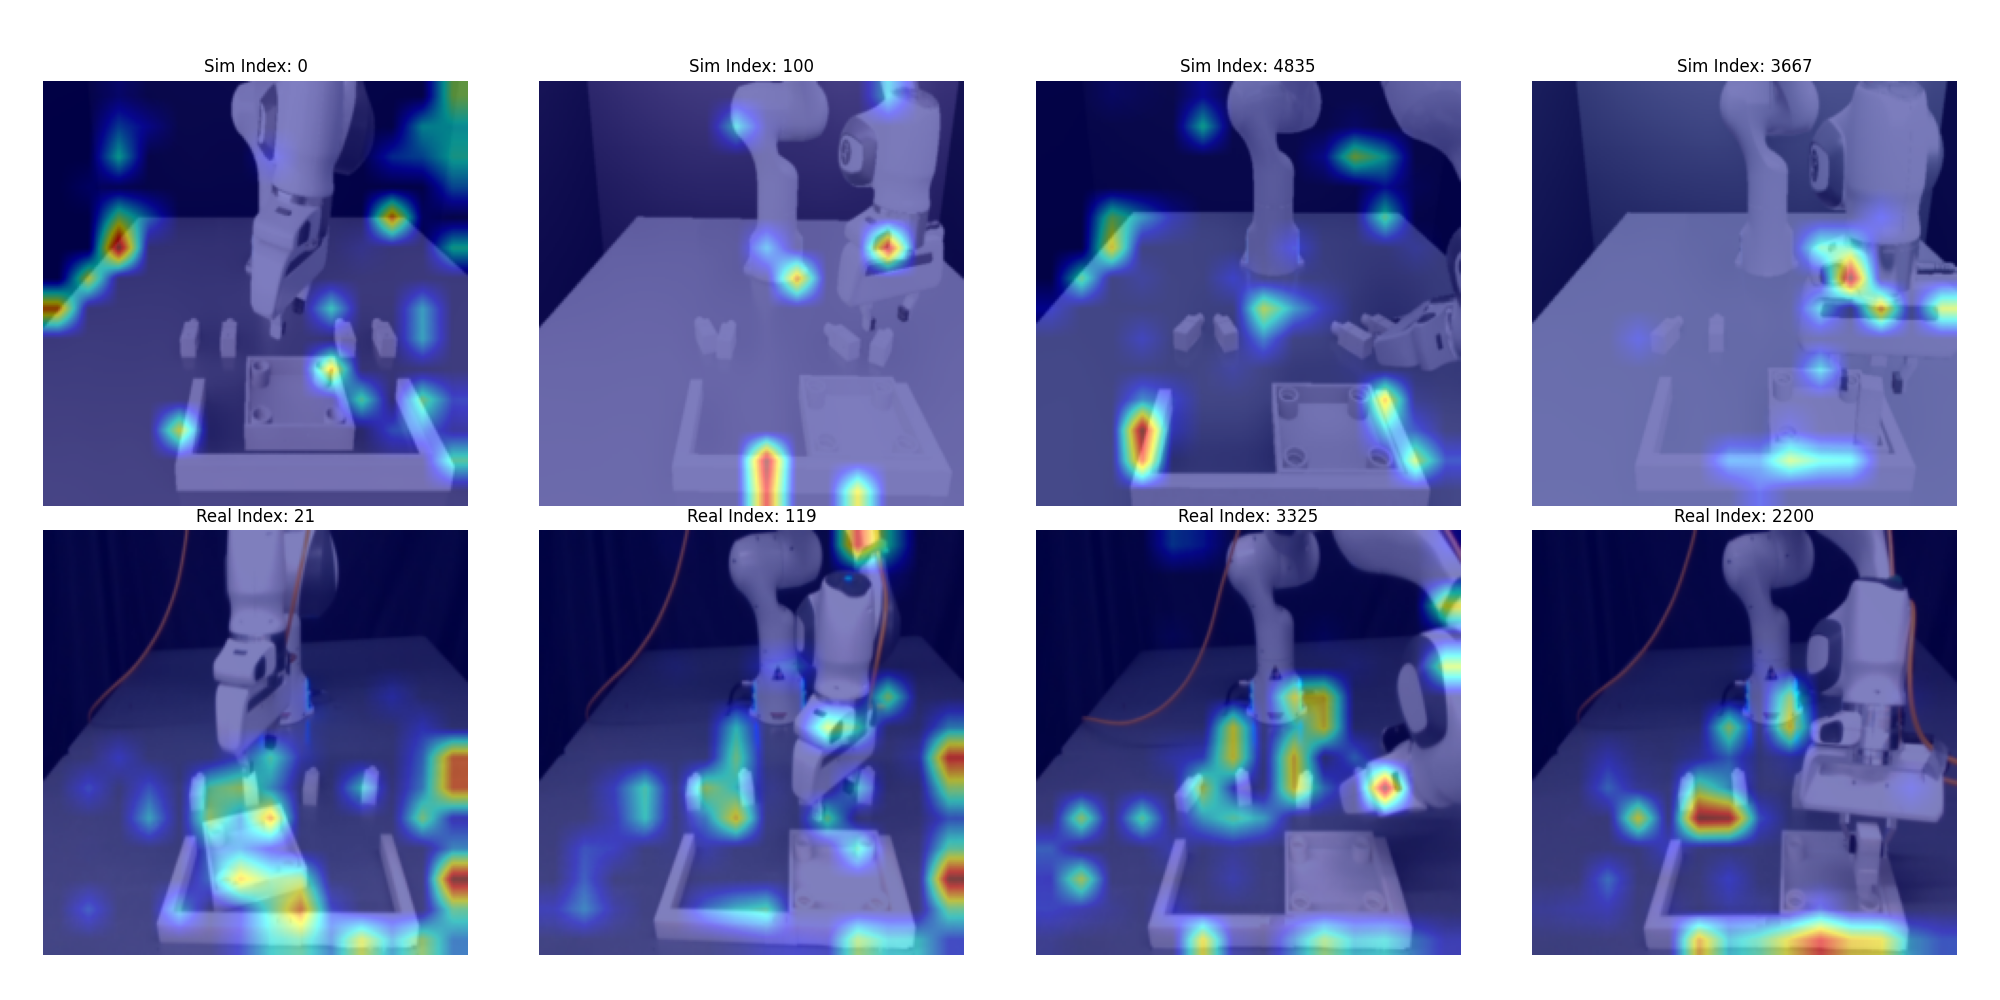 Sim Index: 0
Sim Index: 100
Sim Index: 4835
Sim Index: 3667
Real Index: 21
Real Index: 119
Real Index: 3325
Real Index: 2200